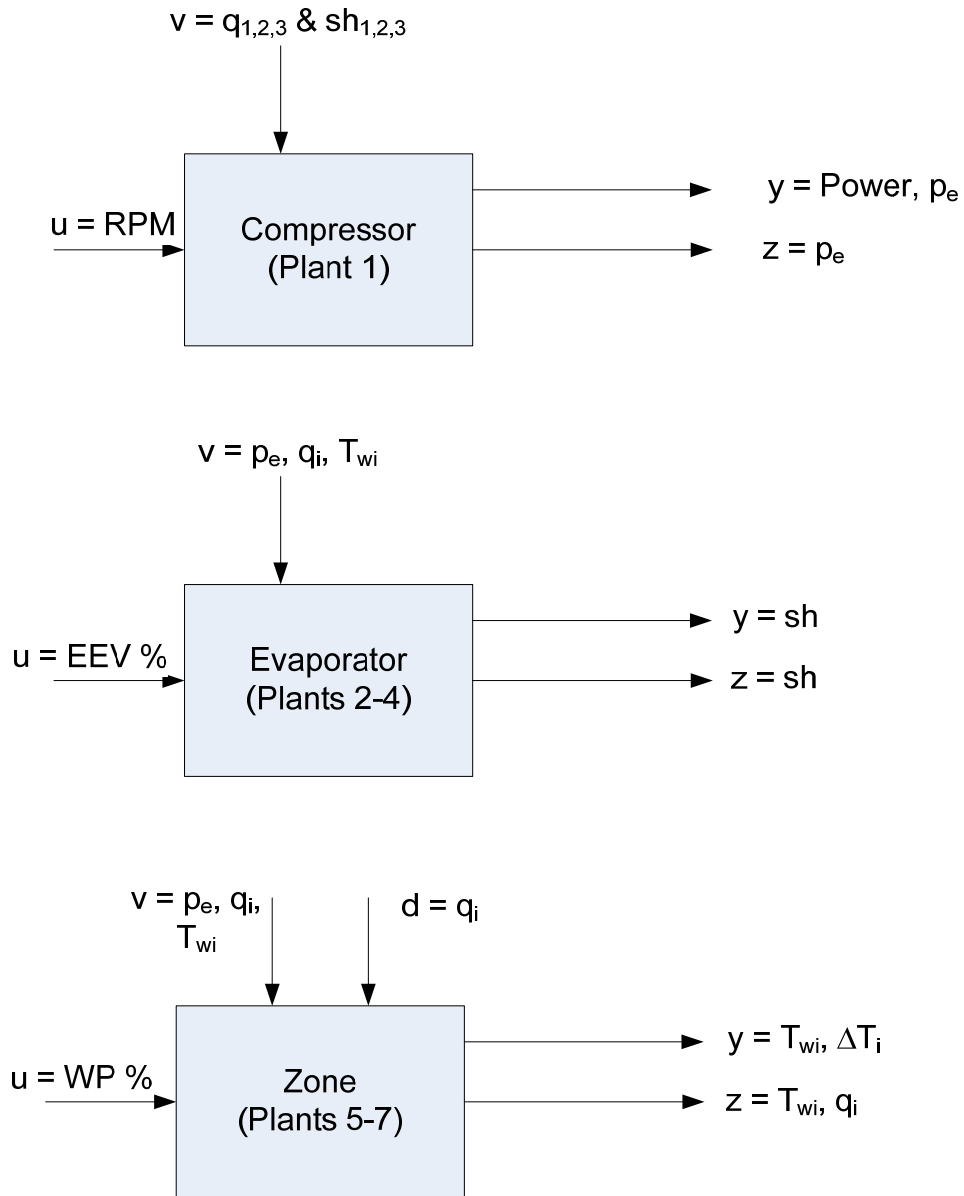 v = q1,2,3 & sh1,2,3
y = Power, pe
u = RPM
Compressor
(Plant 1)
z = pe
v = pe, qi, Twi
y = sh
u = EEV %
Evaporator
(Plants 2-4)
z = sh
v = pe, qi,
Twi
d = qi
y = Twi, ΔTi
u = WP %
Zone
(Plants 5-7)
z = Twi, qi